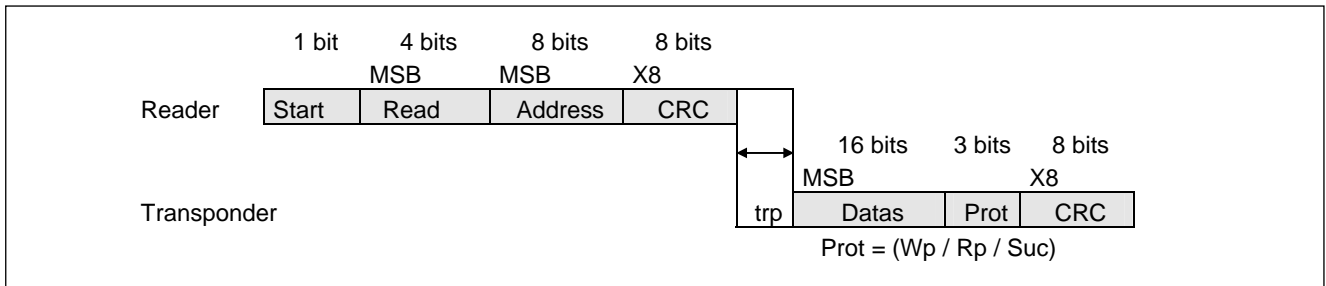 1 bit 4 bits 8 bits 8 bits
MSB MSB X8
Reader Start Read Address CRC
16 bits 3 bits 8 bits
MSB X8
Transponder trp Datas Prot CRC
Prot = (Wp / Rp / Suc)